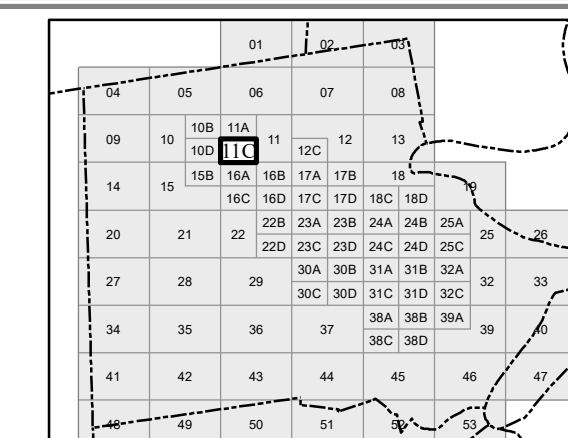 01 02 03
04 05 06 07 08
10B 11A
09 10 11 12 13
10D 11C 12C
15B 16A 16B 17A 17B 18
14 15 19
16C 16D 17C 17D 18C 18D
22B 23A 23B 24A 24B 25A
20 21 22 25 26
22D 23C 23D 24C 24D 25C
30A 30B 31A 31B 32A
27 28 29 32 33
30C 30D 31C 31D 32C
38A 38B 39A
34 35 36 37 39 40
38C 38D
41 42 43 44 45 46 47
48 49 50 51 52 53